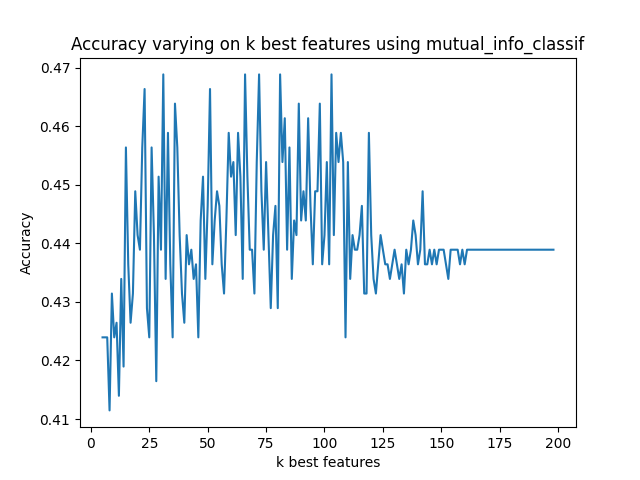 Accuracy varying on k best features using mutual_info_classif
0.47
0.46
0.45
0.44
0.43
0.42
0.41
Accuracy
0 25 50 75 100 125 150 175 200
k best features